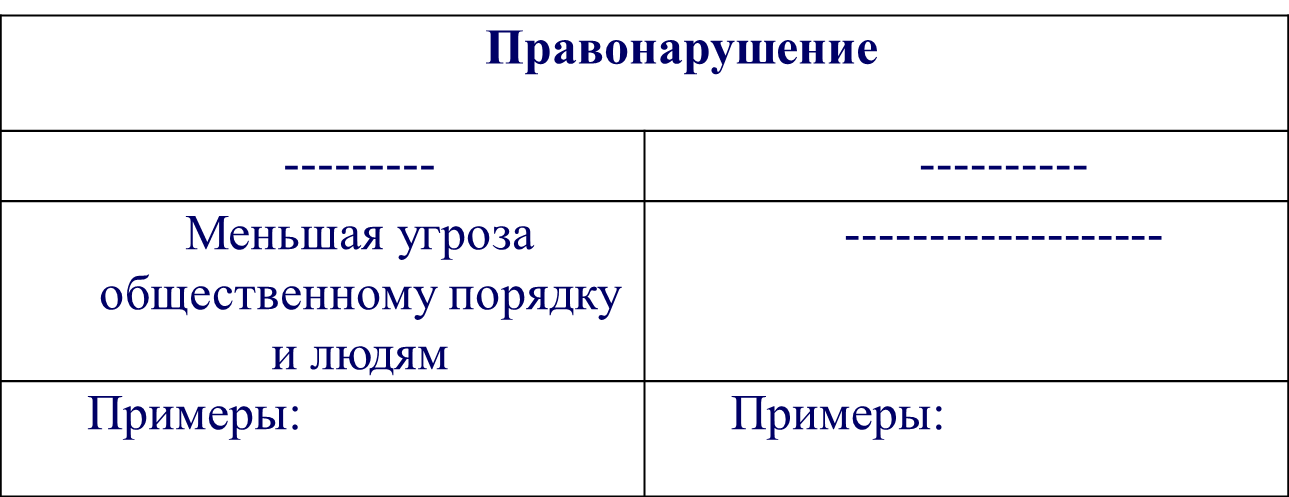 Правонарушение
--------- ----------
Меньшая угроза
общественному порядку
и людям
-------------------
Примеры:
Примеры: